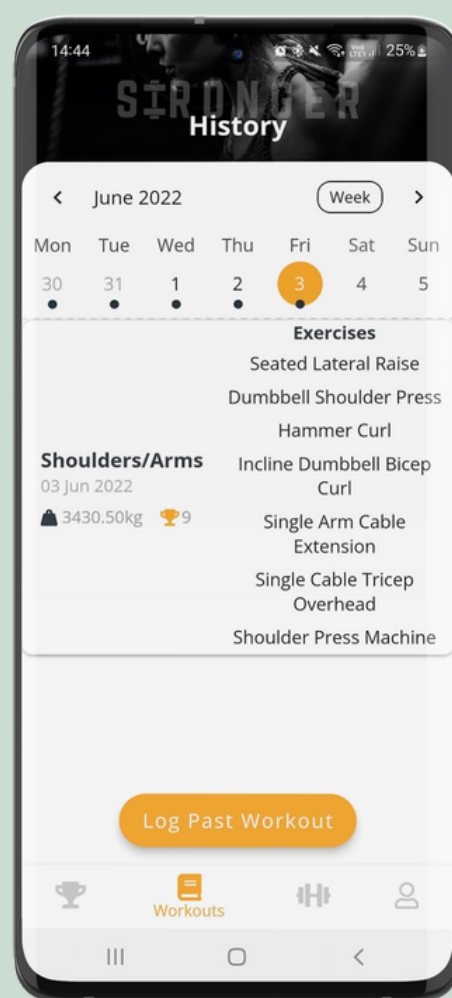 14:44
25%
STRONGER
History
June 2022
Week
Mon Tue Wed Thu Fri Sat Sun
30 31 1 2 3 4 5
Exercises
Seated Lateral Raise
Dumbbell Shoulder Press
Hammer Curl
Incline Dumbbell Bicep
Curl
Single Arm Cable
Extension
Single Cable Tricep
Overhead
Shoulder Press Machine
Shoulders/Arms
03 Jun 2022
3430.50kg 9
Log Past Workout
Workouts